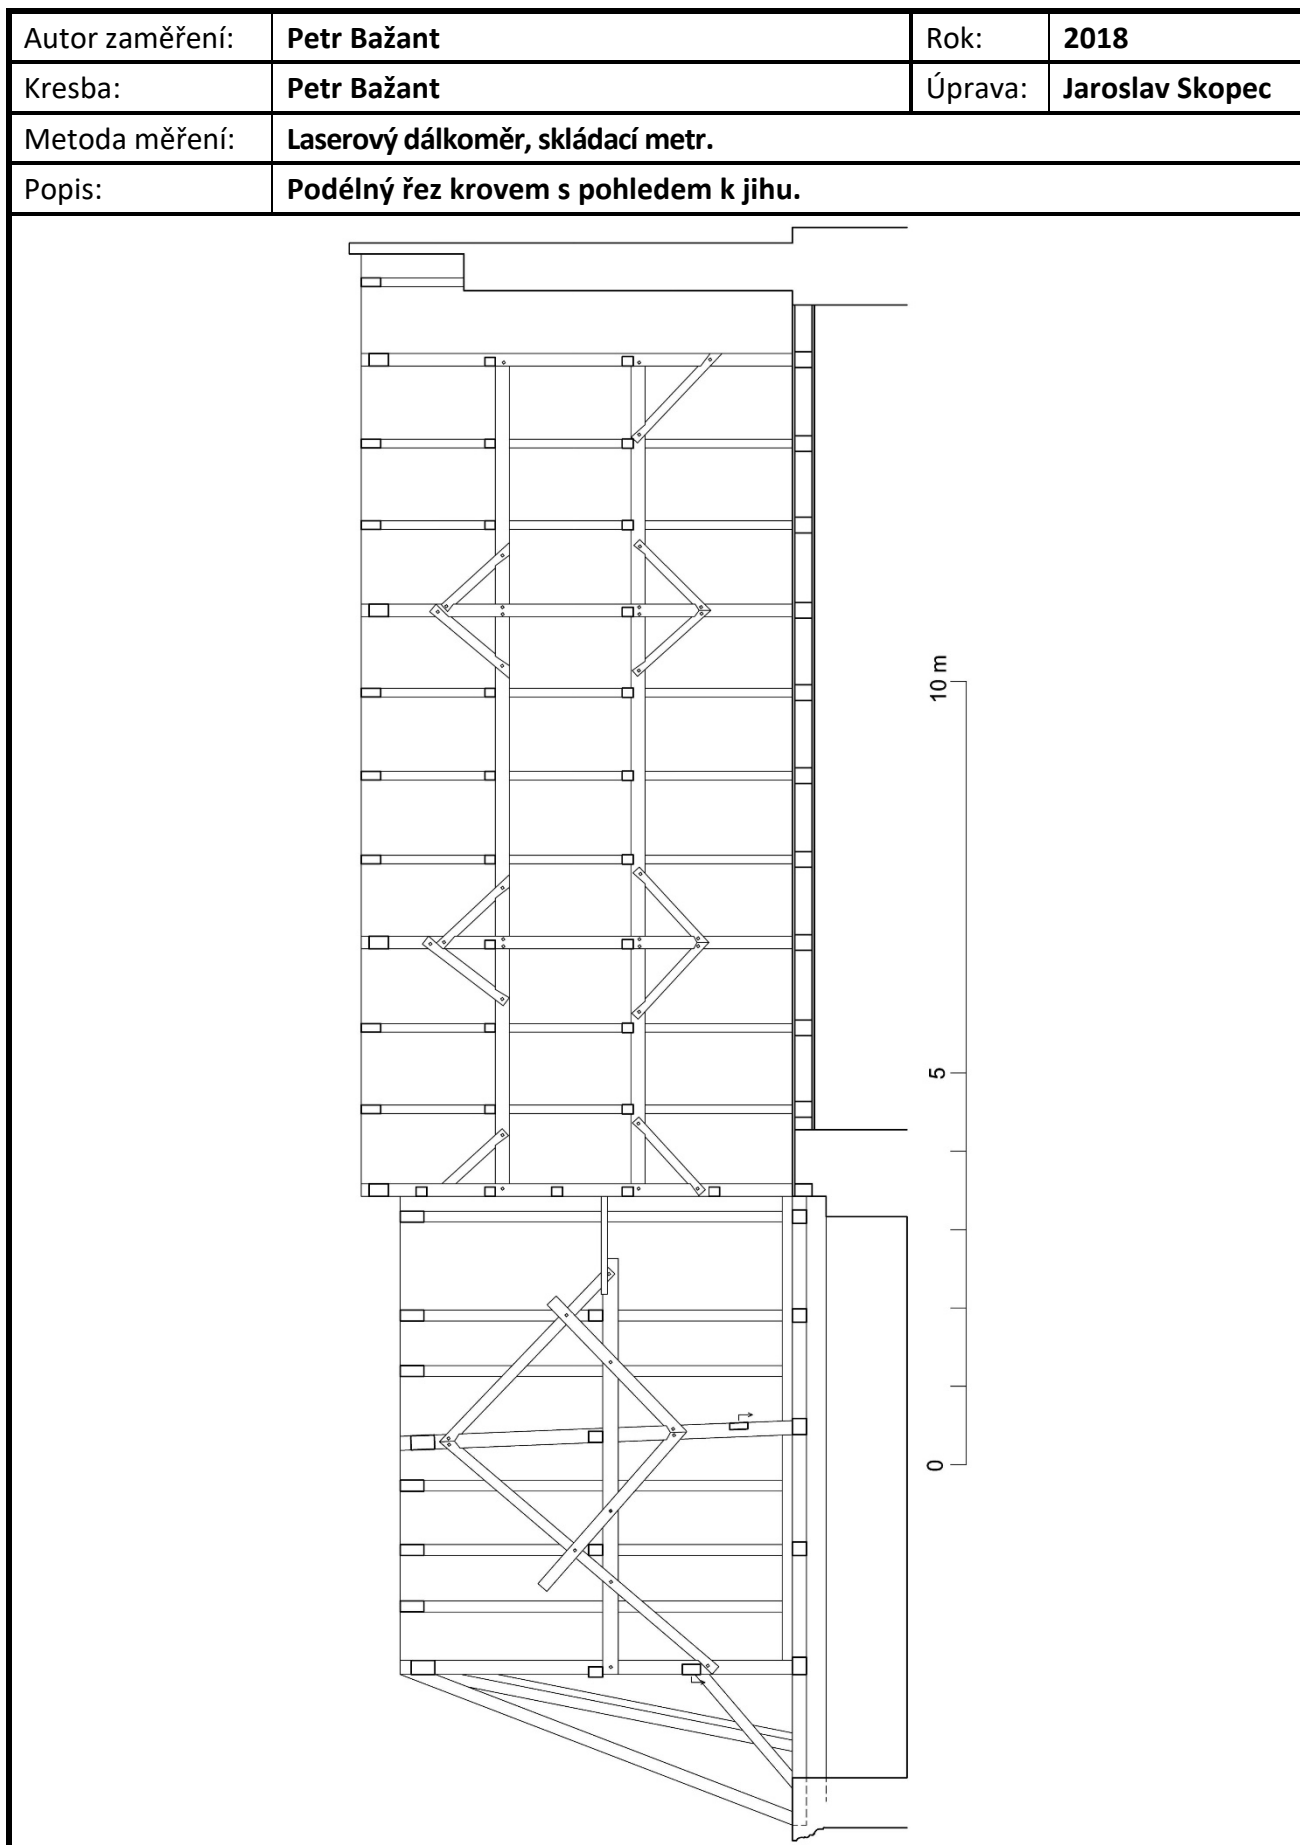 Autor zaměření: Petr Bažant Rok: 2018
Kresba: Petr Bažant Úprava: Jaroslav Skopec
Metoda měření: Laserový dálkoměr, skládací metr.
Popis: Podélný řez krovem s pohledem k jihu.
10 m
5
0